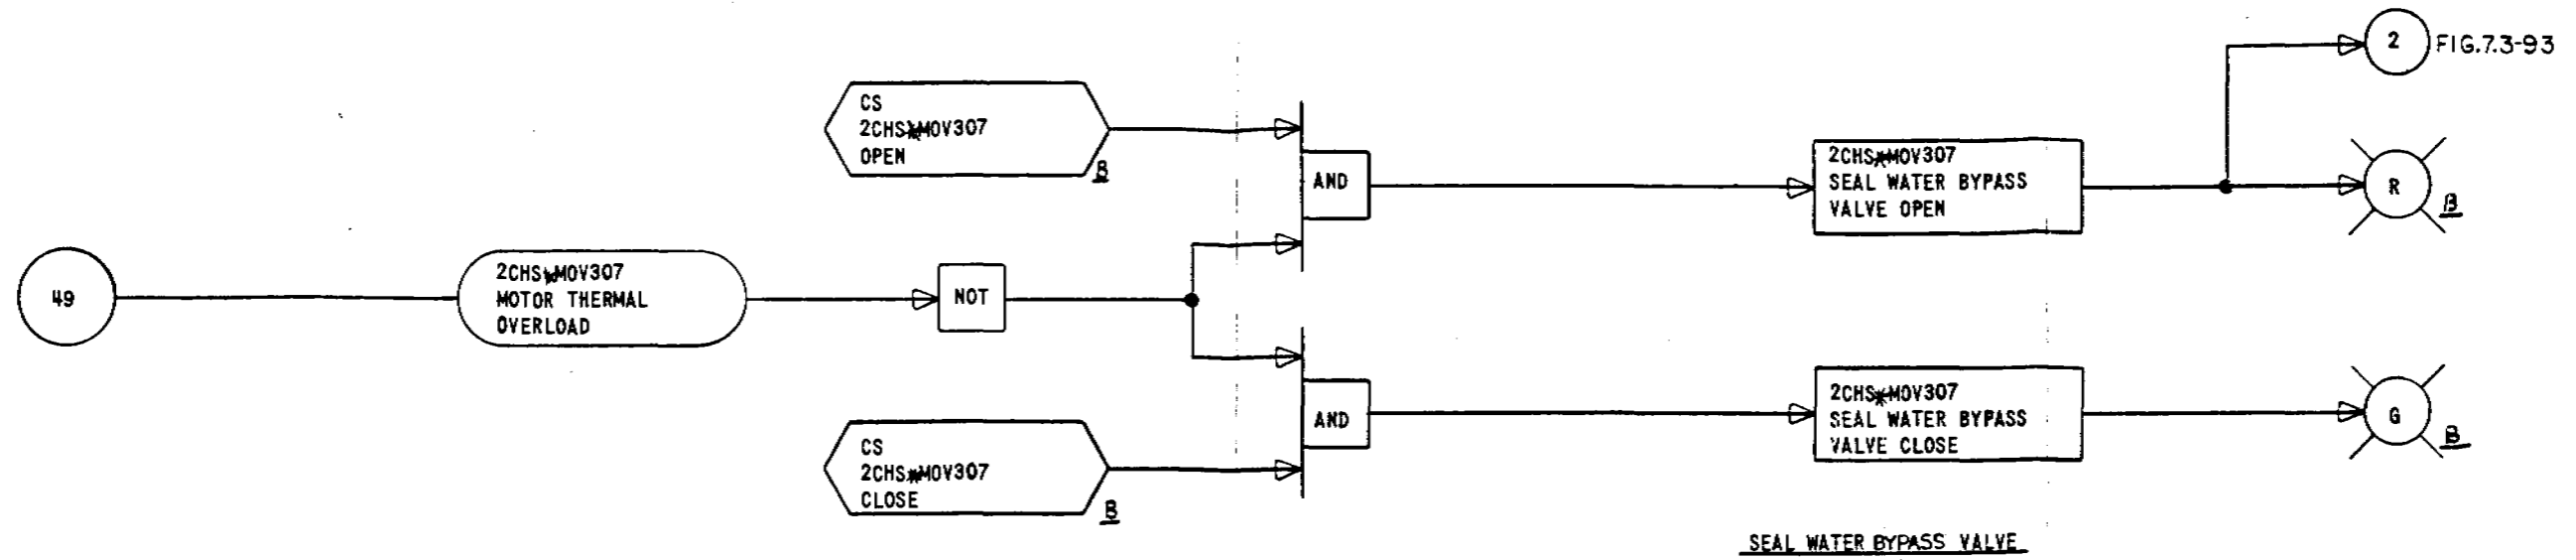 2 FIG.7.3-93
CS
2CHS*MOV307
OPEN
B
AND
2CHS*MOV307
SEAL WATER BYPASS
VALVE OPEN
R
B
49
2CHS*MOV307
MOTOR THERMAL
OVERLOAD
NOT
CS
2CHS*MOV307
CLOSE
B
AND
2CHS*MOV307
SEAL WATER BYPASS
VALVE CLOSE
G
B
SEAL WATER BYPASS VALVE